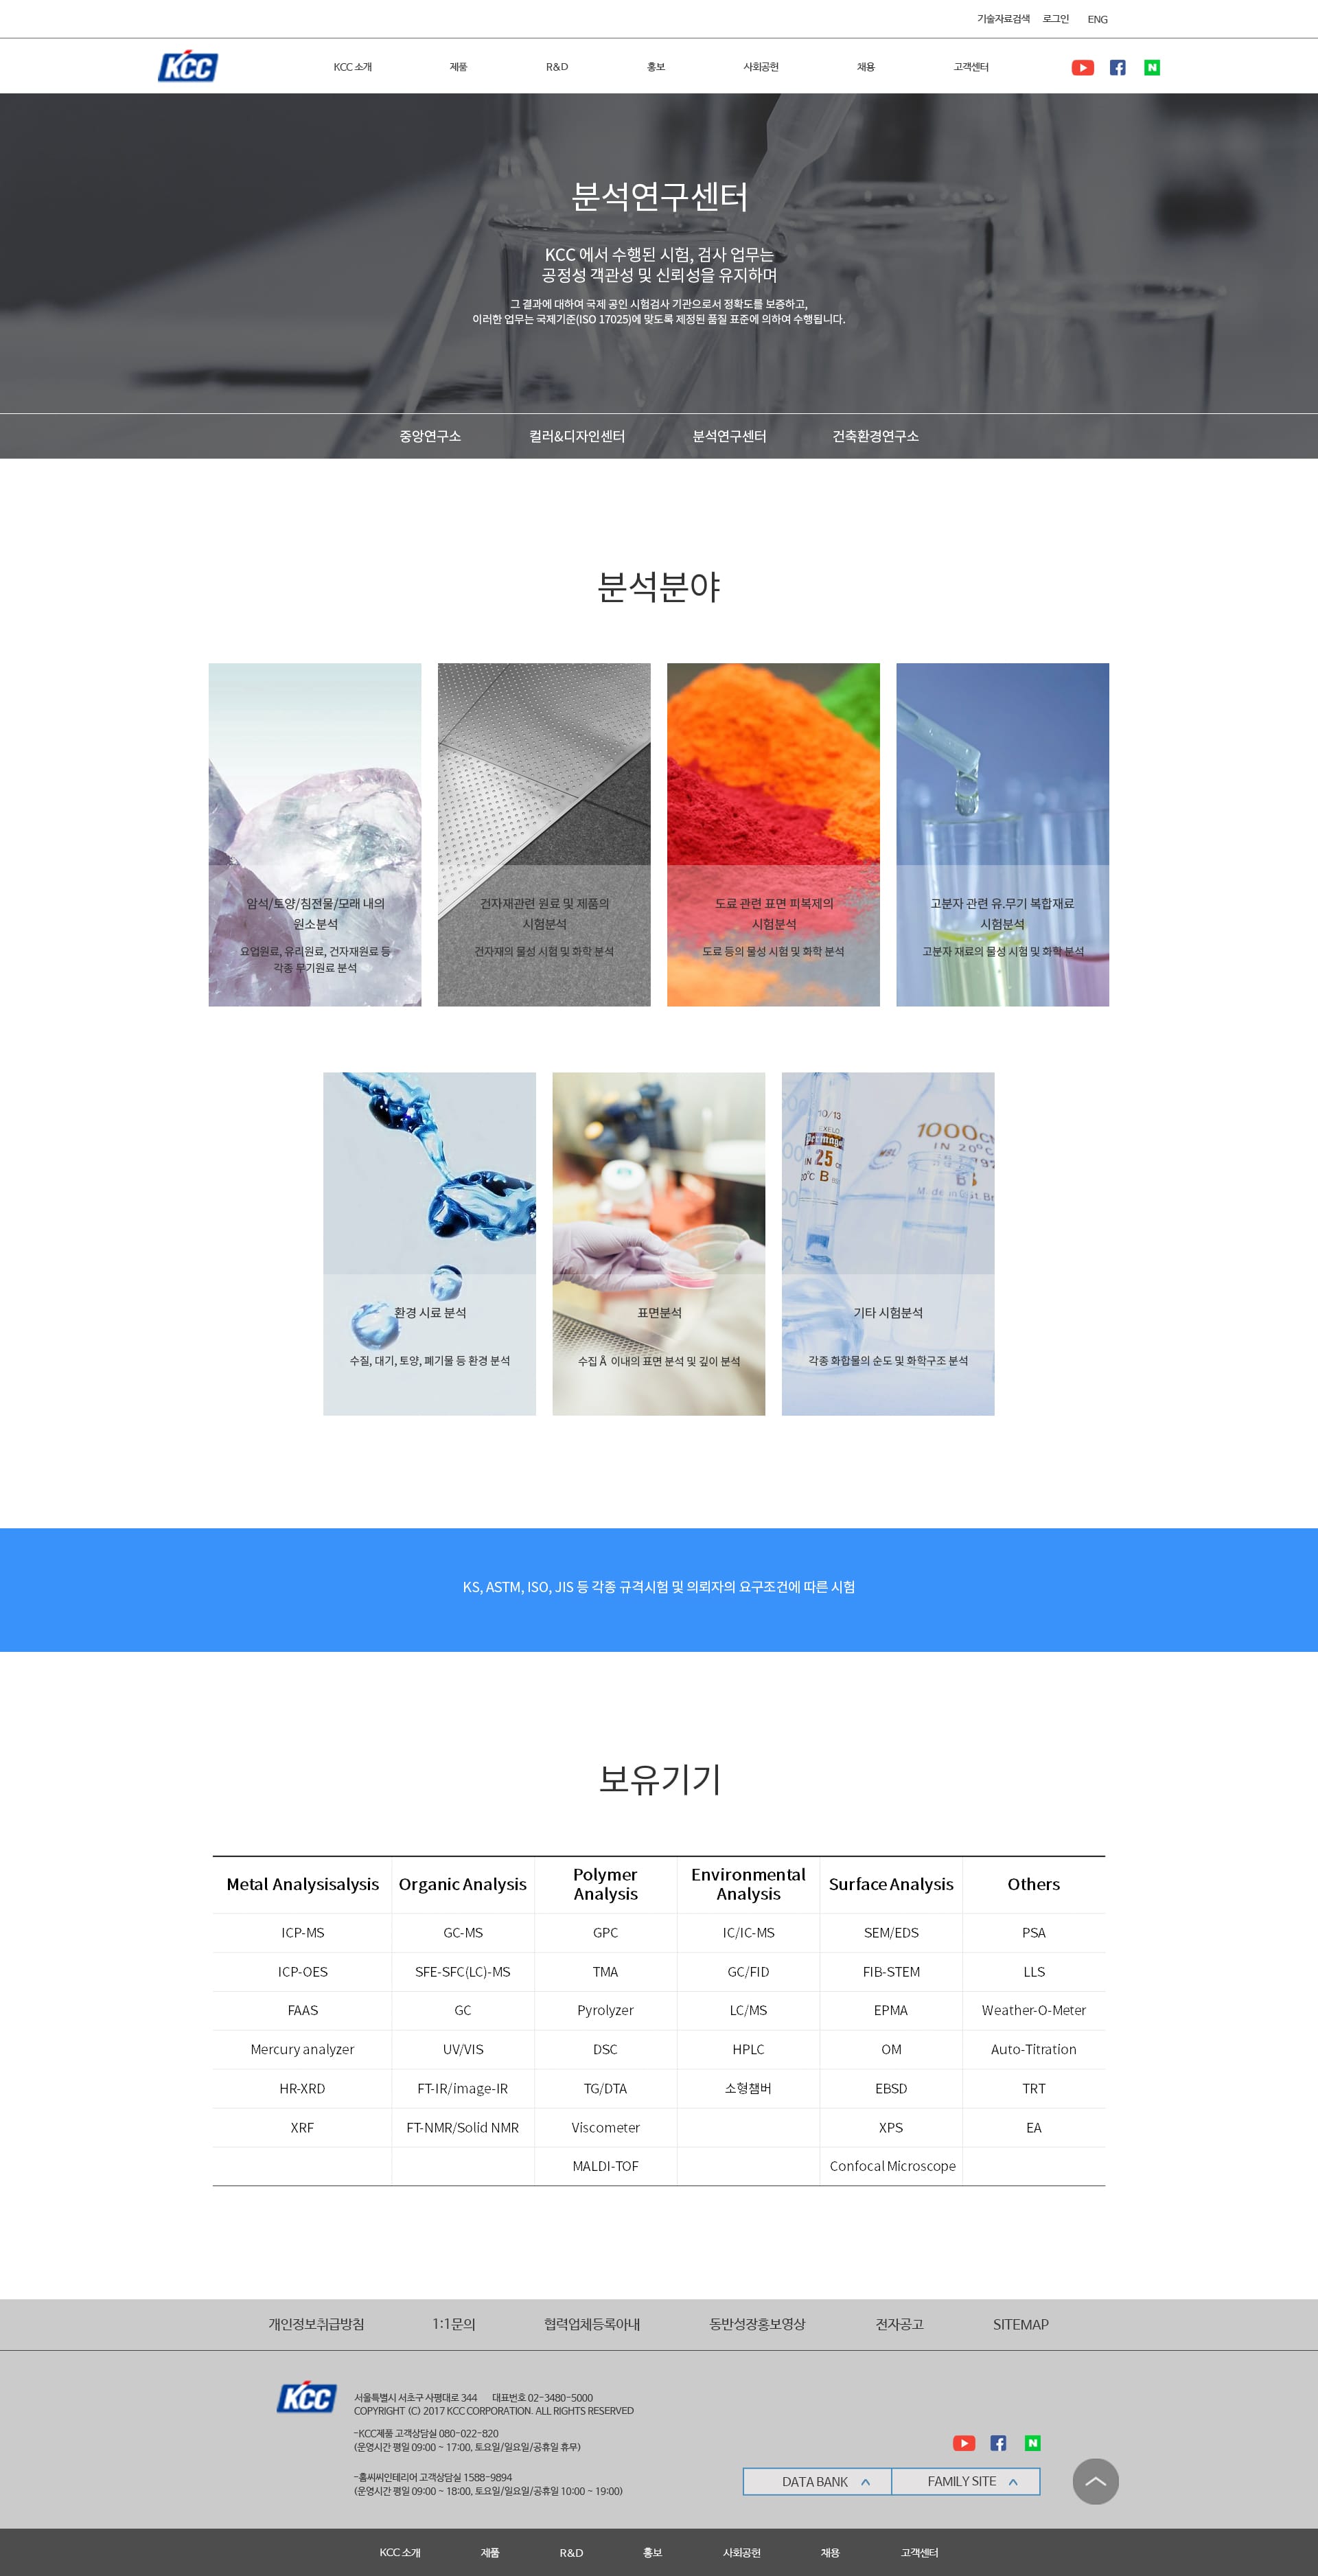 기술자료검색 로그인 ENG
KCC KCC 소개 제품 R&D 홍보 사회공헌 채용 고객센터 N
분석연구센터
KCC 에서 수행된 시험, 검사 업무는
공정성 객관성 및 신뢰성을 유지하며
그 결과에 대하여 국제 공인 시험검사 기관으로서 정확도를 보증하고,
이러한 업무는 국제기준(ISO 17025)에 맞도록 제정된 품질 표준에 의하여 수행됩니다.
중앙연구소 컬러&디자인센터 분석연구센터 건축환경연구소
분석분야
암석/토양/침전물/모래 내의
원소분석
요업원료, 유리원료, 건자재원료 등
각종 무기원료 분석
건자재관련 원료 및 제품의
시험분석
건자재의 물성 시험 및 화학 분석
도료 관련 표면 피복제의
시험분석
도료 등의 물성 시험 및 화학 분석
고분자 관련 유.무기 복합재료
시험분석
고분자 재료의 물성 시험 및 화학 분석
환경 시료 분석
수질, 대기, 토양, 폐기물 등 환경 분석
표면분석
수집 Å 이내의 표면 분석 및 깊이 분석
10/13
EXELD
IN 25 cm
20°C B
1000C
IN 20°C
기타 시험분석
각종 화합물의 순도 및 화학구조 분석
KS, ASTM, ISO, JIS 등 각종 규격시험 및 의뢰자의 요구조건에 따른 시험
보유기기
Metal Analysisalysis Organic Analysis Polymer Analysis Environmental Analysis Surface Analysis Others
ICP-MS GC-MS GPC IC/IC-MS SEM/EDS PSA
ICP-OES SFE-SFC(LC)-MS TMA GC/FID FIB-STEM LLS
FAAS GC Pyrolyzer LC/MS EPMA Weather-O-Meter
Mercury analyzer UV/VIS DSC HPLC OM Auto-Titration
HR-XRD FT-IR/image-IR TG/DTA 소형챔버 EBSD TRT
XRF FT-NMR/Solid NMR Viscometer XPS EA
MALDI-TOF Confocal Microscope
개인정보취급방침 1:1문의 협력업체등록아내 동반성장홍보영상 전자공고 SITEMAP
KCC
서울특별시 서초구 사평대로 344 대표번호 02-3480-5000
COPYRIGHT (C) 2017 KCC CORPORATION. ALL RIGHTS RESERVED
-KCC제품 고객상담실 080-022-820
(운영시간 평일 09:00 ~ 17:00, 토요일/일요일/공휴일 휴무)
-홈씨씨인테리어 고객상담실 1588-9894
(운영시간 평일 09:00 ~ 18:00, 토요일/일요일/공휴일 10:00 ~ 19:00)
N
DATA BANK FAMILY SITE
KCC 소개 제품 R&D 홍보 사회공헌 채용 고객센터